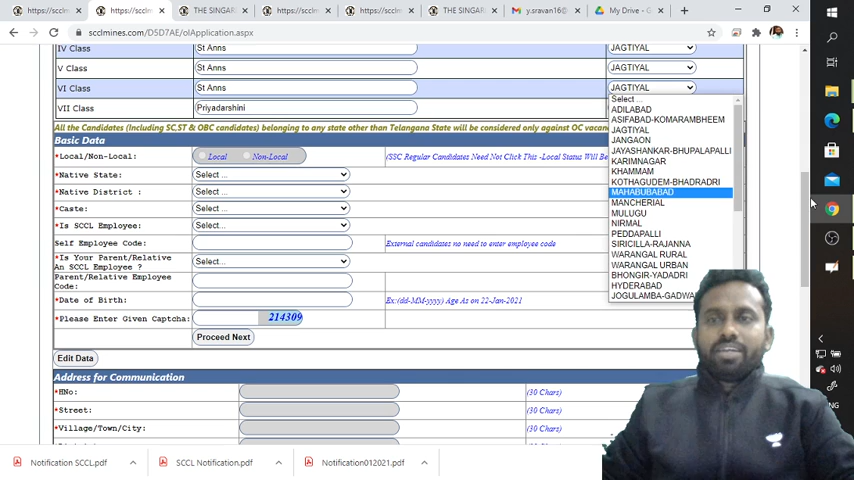 https://scclm
https://scclm
THE SINGAR
https://scclm
https://scclm
THE SINGAR
y.sravan16@
My Drive - G
scclmines.com/D5D7AE/olApplication.aspx
IV Class St Anns JAGTIYAL
V Class St Anns JAGTIYAL
VI Class St Anns JAGTIYAL
VII Class Priyadarshini
Select ...
ADILABAD
ASIFABAD-KOMARAMBHEEM
JAGTIYAL
JANGAON
JAYASHANKAR-BHUPALAPALLI
KARIMNAGAR
KHAMMAM
KOTHAGUDEM-BHADRADRI
MAHABUBABAD
MANCHERIAL
MULUGU
NIRMAL
PEDDAPALLI
SIRICILLA-RAJANNA
WARANGAL RURAL
WARANGAL URBAN
BHONGIR-YADADRI
HYDERABAD
JOGULAMBA-GADWA
All the Candidates (Including SC,ST & OBC candidates) belonging to any state other than Telangana State will be considered only against OC vacan
Basic Data
*Local/Non-Local: Local Non-Local (SSC Regular Candidates Need Not Click This -Local Status Will Be
*Native State: Select ...
*Native District : Select ...
*Caste: Select ...
*Is SCCL Employee: Select ...
Self Employee Code: External candidates no need to enter employee code
*Is Your Parent/Relative An SCCL Employee ? Select...
Parent/Relative Employee Code:
*Date of Birth: Ex:(dd-MM-yyyy) Age As on 22-Jan-2021
*Please Enter Given Captcha: 214309
Proceed Next
Edit Data
Address for Communication
*HNo: (30 Chars)
*Street: (30 Chars)
*Village/Town/City: (30 Chars)
Notification SCCL.pdf
SCCL Notification.pdf
Notification012021.pdf